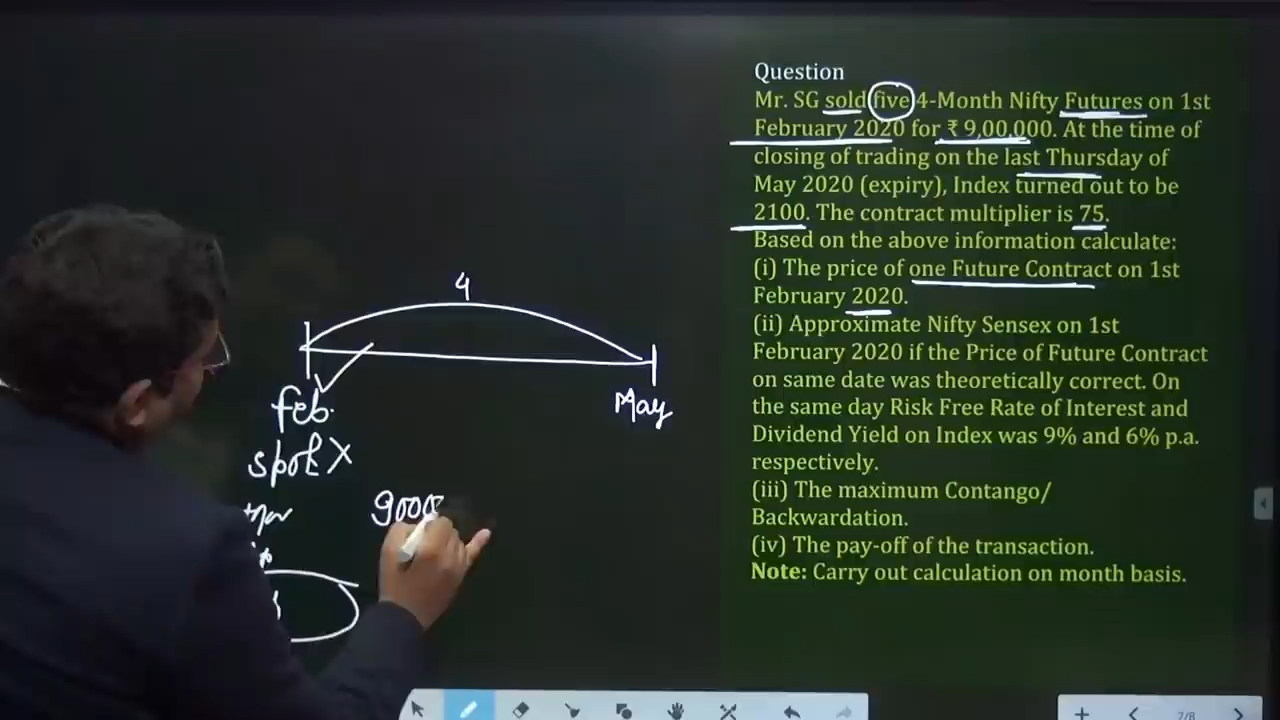 Question
Mr. SG sold five 4-Month Nifty Futures on 1st
February 2020 for ₹ 9,00,000. At the time of
closing of trading on the last Thursday of
May 2020 (expiry), Index turned out to be
2100. The contract multiplier is 75.
Based on the above information calculate:
(i) The price of one Future Contract on 1st
February 2020.
(ii) Approximate Nifty Sensex on 1st
February 2020 if the Price of Future Contract
on same date was theoretically correct. On
the same day Risk Free Rate of Interest and
Dividend Yield on Index was 9% and 6% p.a.
respectively.
(iii) The maximum Contango/
Backwardation.
(iv) The pay-off of the transaction.
Note: Carry out calculation on month basis.
4
feb.
May
spot X
9000
7/8